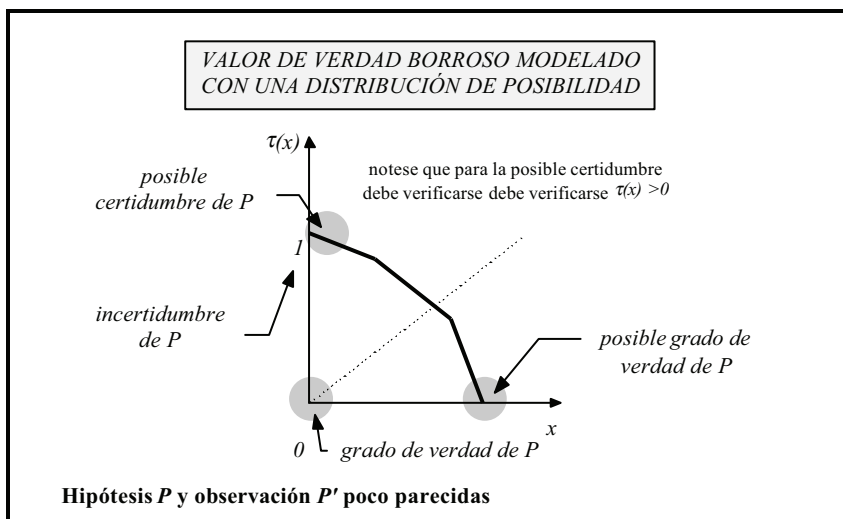 VALOR DE VERDAD BORROSO MODELADO
CON UNA DISTRIBUCIÓN DE POSIBILIDAD
τ(x)
notese que para la posible certidumbre
debe verificarse debe verificarse τ(x) >0
posible
certidumbre de P
1
incertidumbre
de P
posible grado de
verdad de P
x
0
grado de verdad de P
Hipótesis P y observación P' poco parecidas